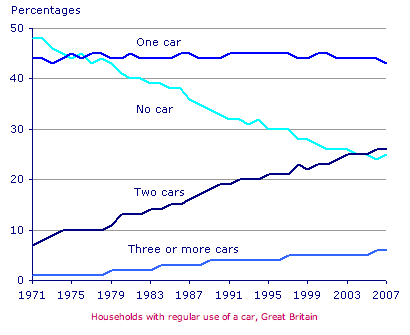 Percentages
50
One car
40
No car
30
20
Two cars
10
Three or more cars
0
1971 1975 1979 1983 1987 1991 1995 1999 2003 2007
Households with regular use of a car, Great Britain